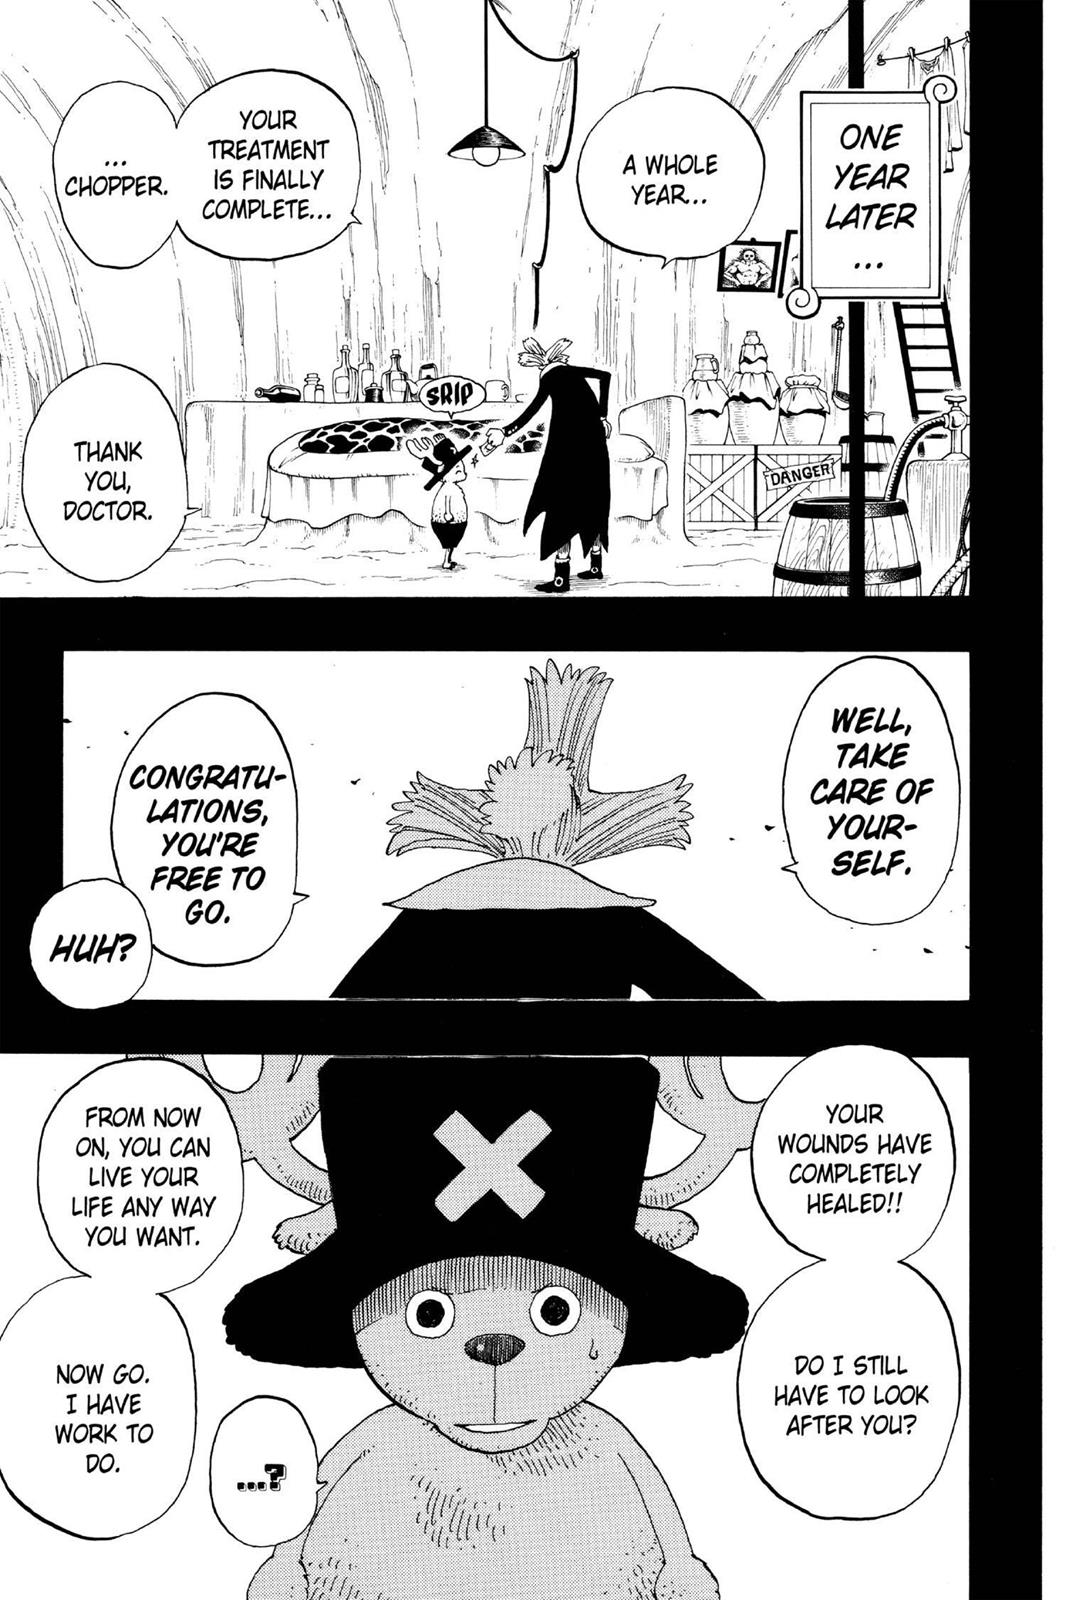 ONE
YEAR
LATER
...
A WHOLE
YEAR...
YOUR
TREATMENT
IS FINALLY
COMPLETE...
...
CHOPPER.
SRIP
DANGER
THANK
YOU,
DOCTOR.
WELL,
TAKE
CARE OF
YOUR-
SELF.
CONGRATU-
LATIONS,
YOU'RE
FREE TO
GO.
HUH?
YOUR
WOUNDS HAVE
COMPLETELY
HEALED!!
DO I STILL
HAVE TO LOOK
AFTER YOU?
FROM NOW
ON, YOU CAN
LIVE YOUR
LIFE ANY WAY
YOU WANT.
NOW GO.
I HAVE
WORK TO
DO.
...?